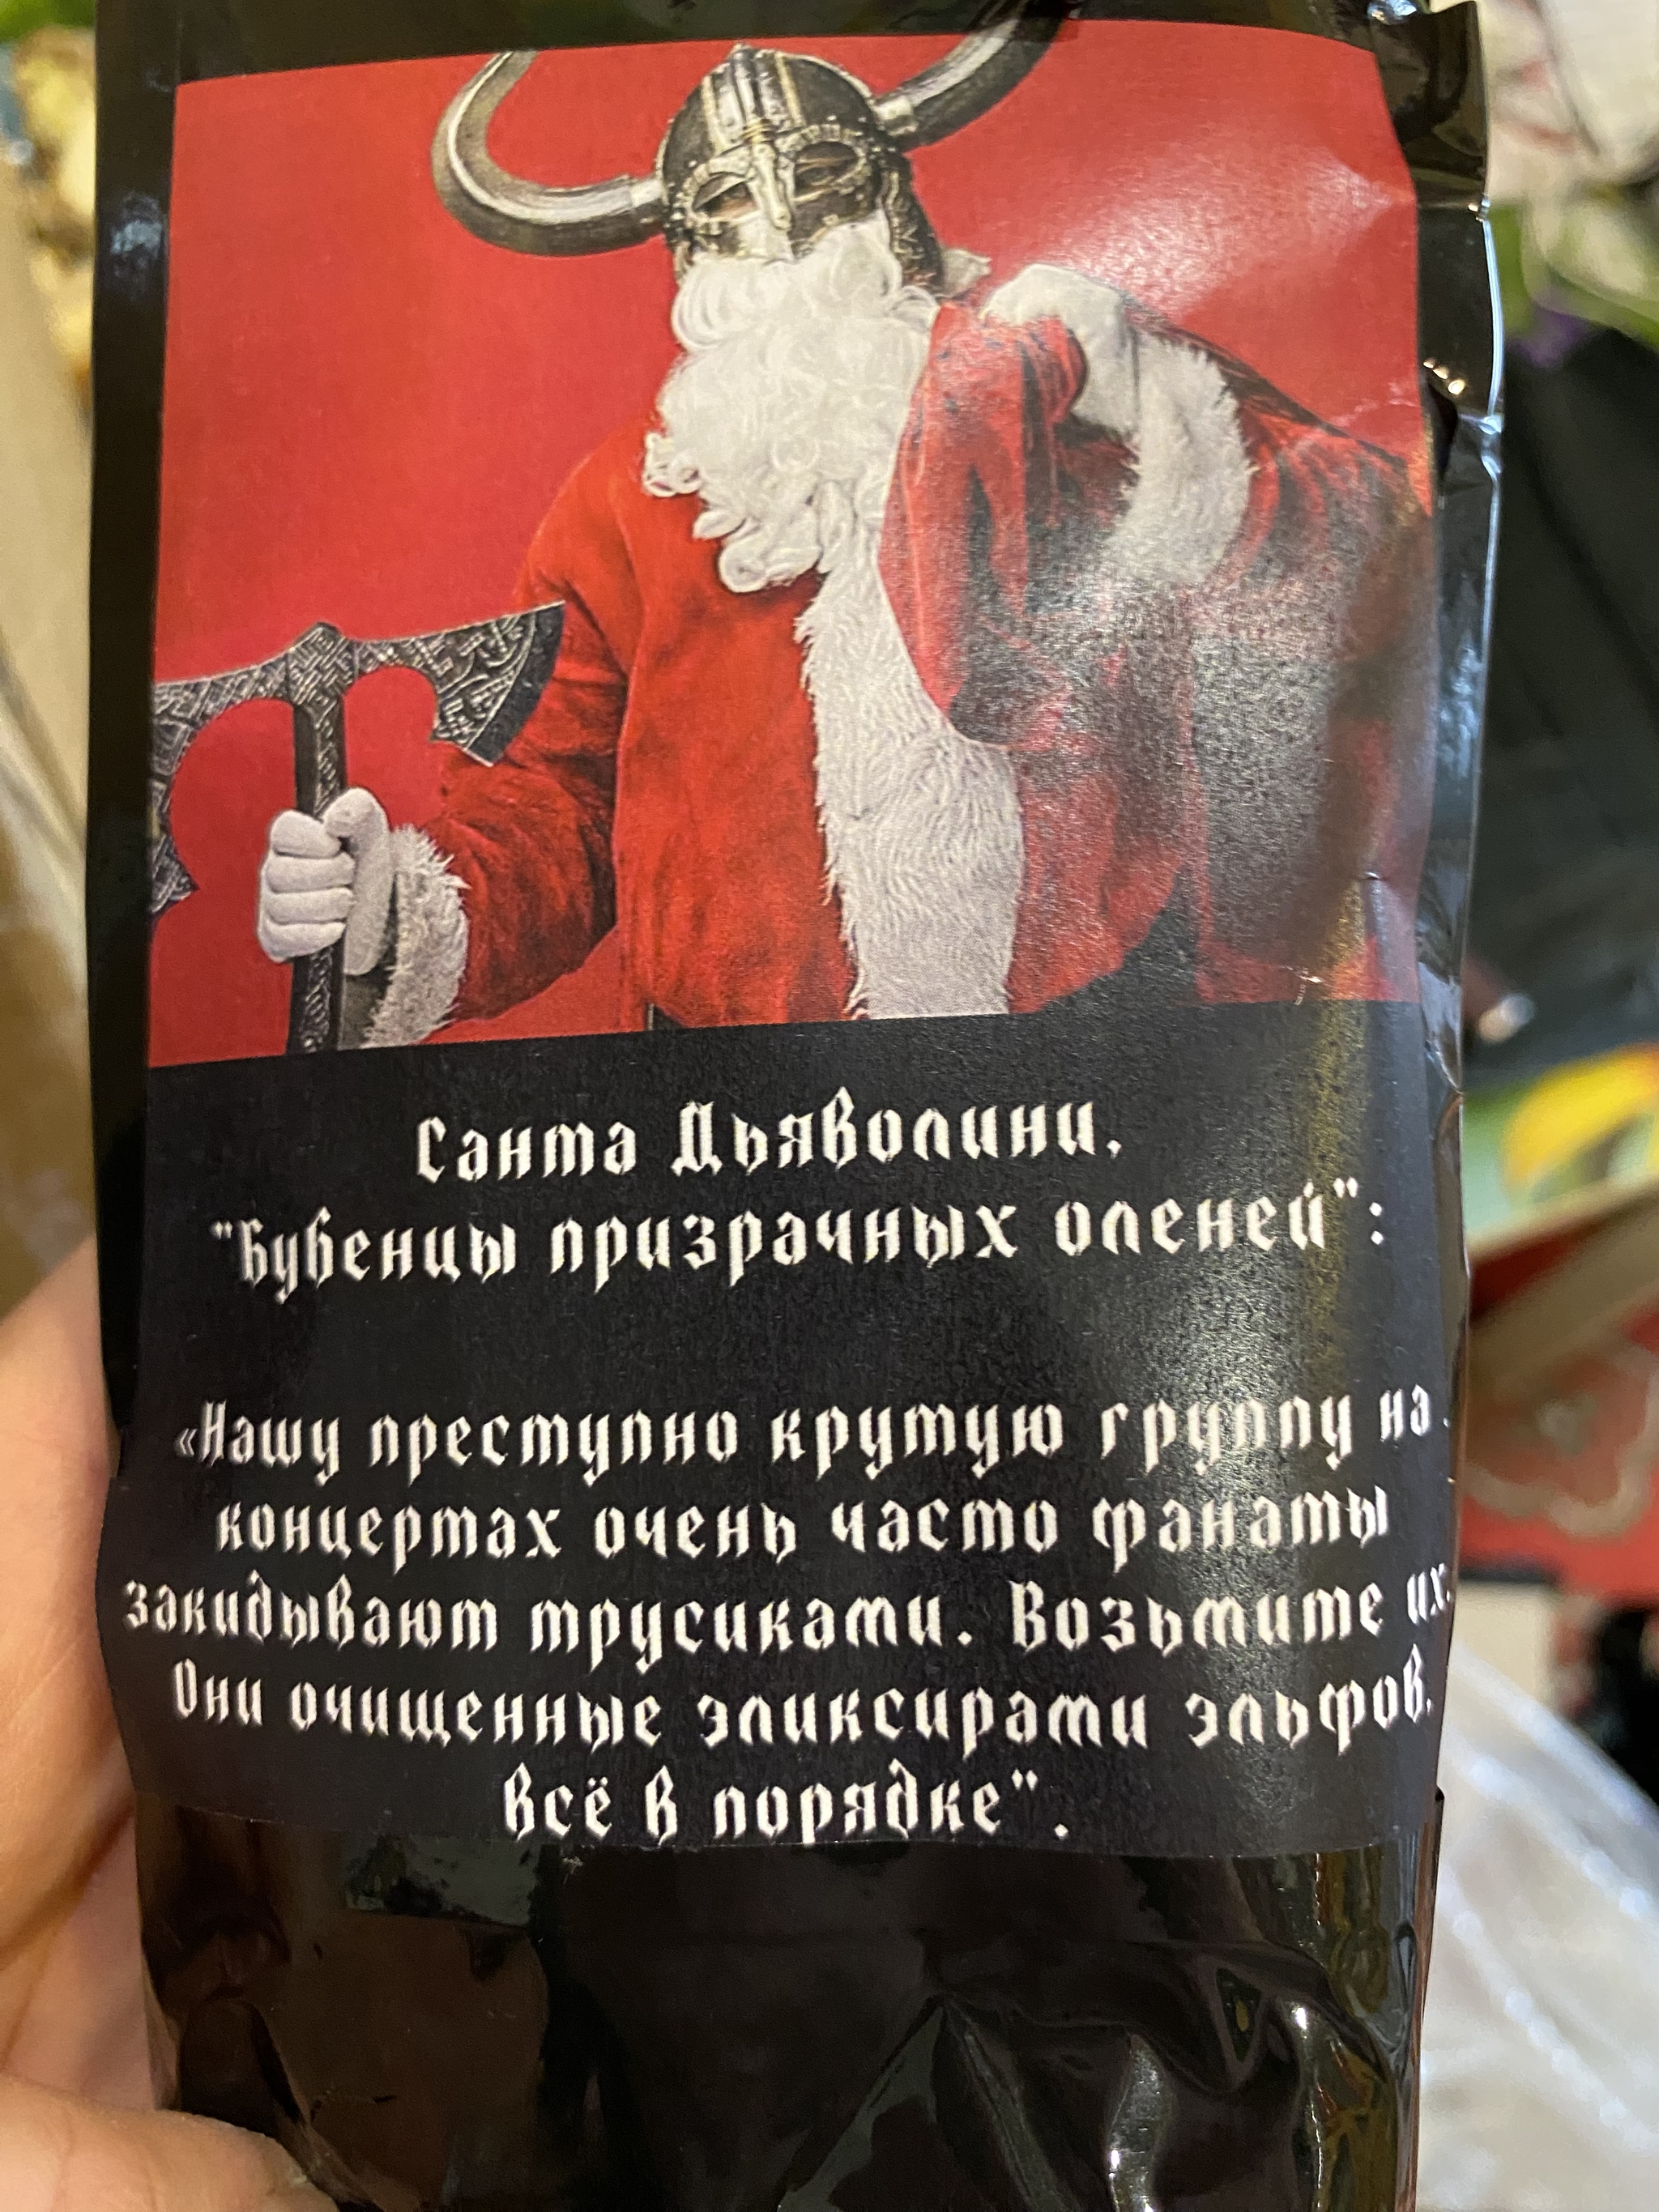 Санта Дьяволини,
"Бубенцы призрачных оленей":
«Нашу преступно крутую группу на
концертах очень часто фанаты
закидывают трусиками. Возьмите их.
Они очищенные эликсирами эльфов,
всё в порядке".